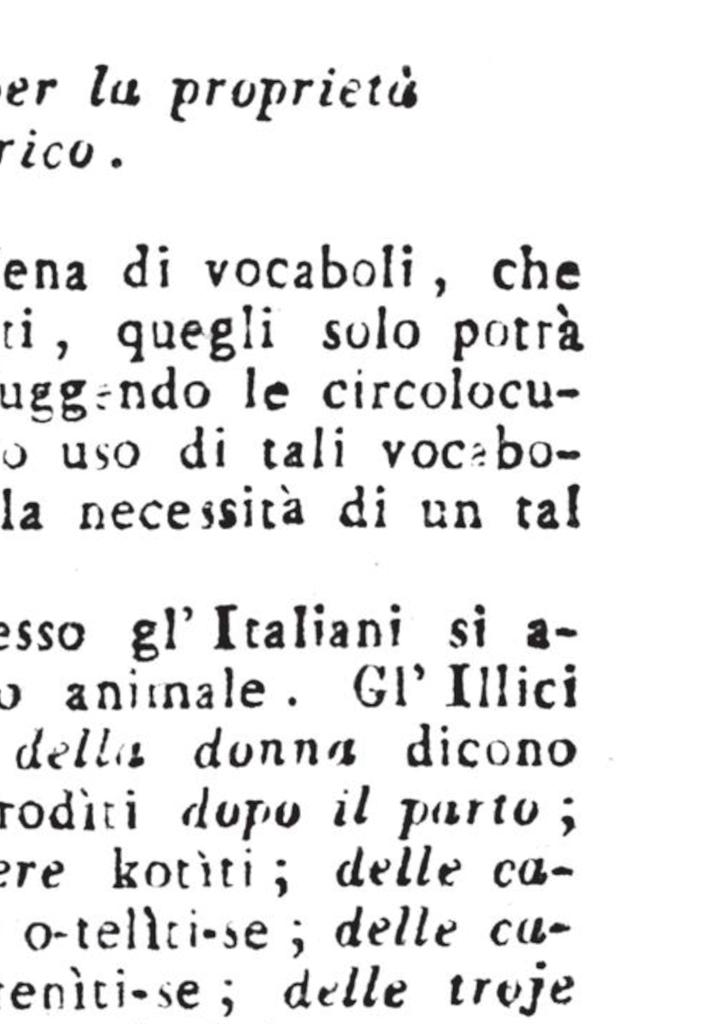 er la proprietà
rico.
ena di vocaboli, che
ti, quegli solo potrà
uggendo le circolocu-
o uso di tali vocabo-
la necessità di un tal
esso gl' Italiani si a-
o animale. Gl' Illici
della donna dicono
rodìti dopo il parto;
ere kotìti; delle ca-
o-telìti-se; delle ca-
enìti-se; delle troje